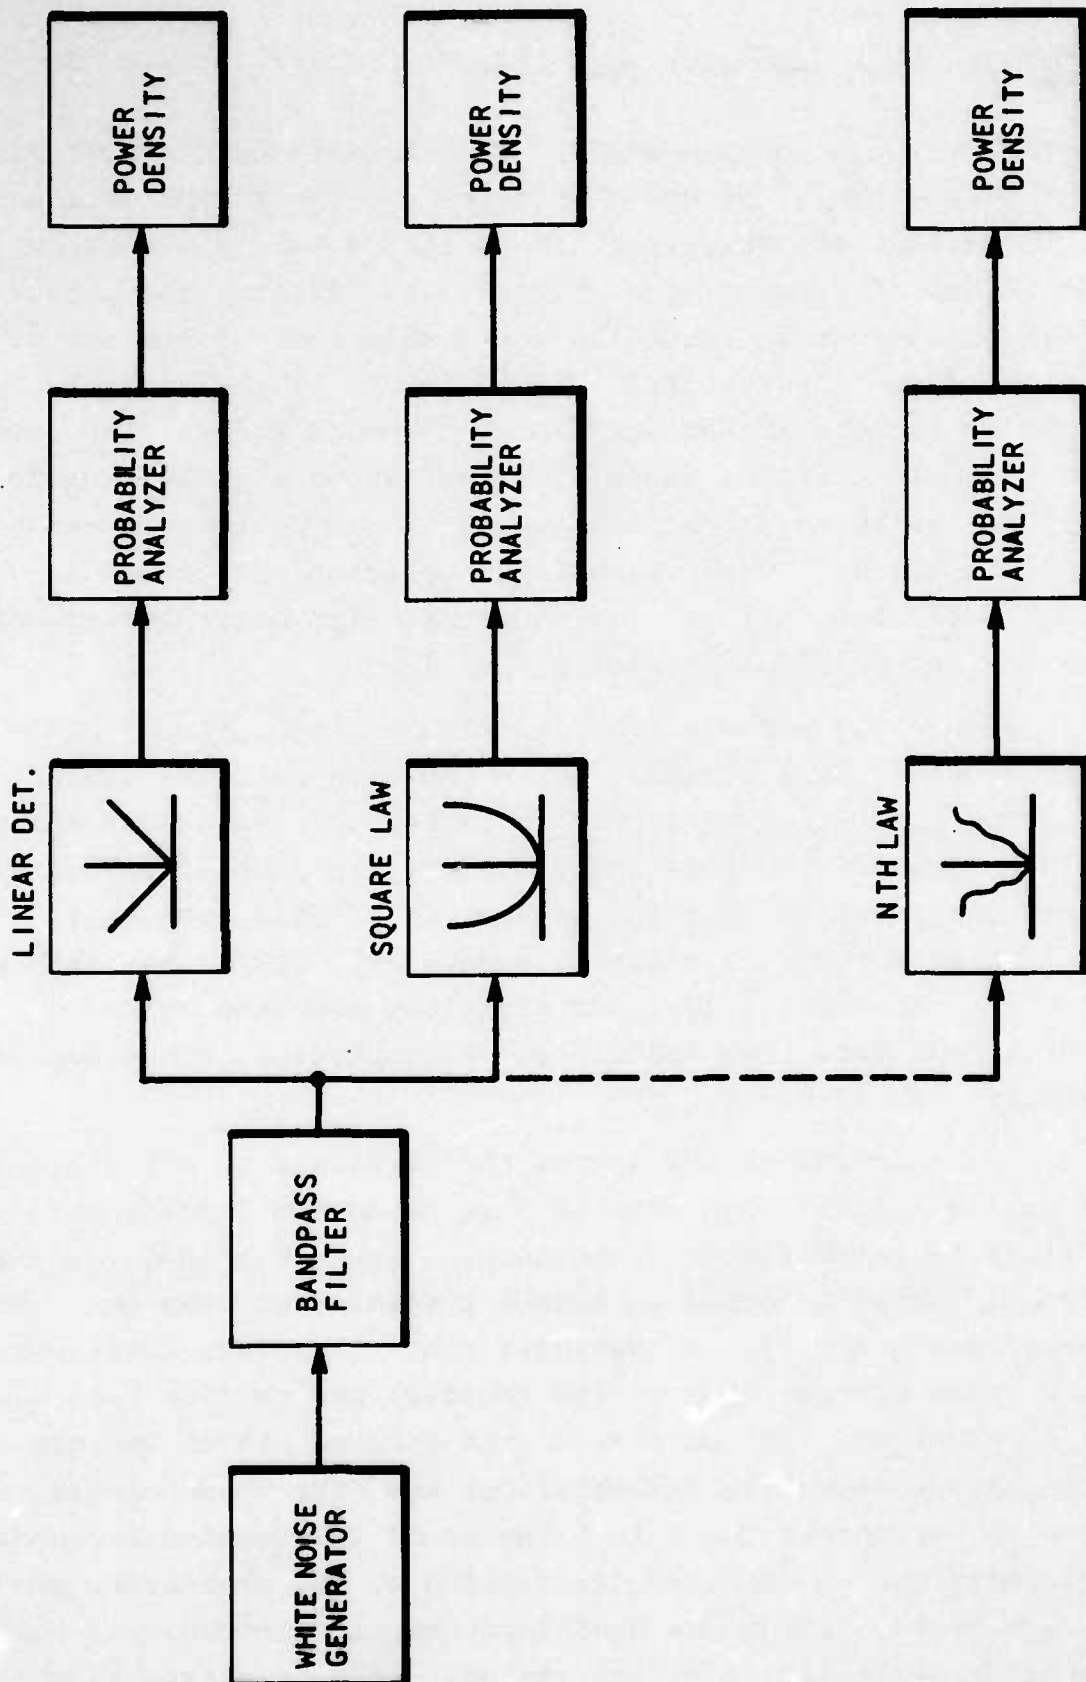 WHITE NOISE
GENERATOR
BANDPASS
FILTER
LINEAR DET.
PROBABILITY
ANALYZER
POWER
DENSITY
SQUARE LAW
PROBABILITY
ANALYZER
POWER
DENSITY
NTH LAW
PROBABILITY
ANALYZER
POWER
DENSITY